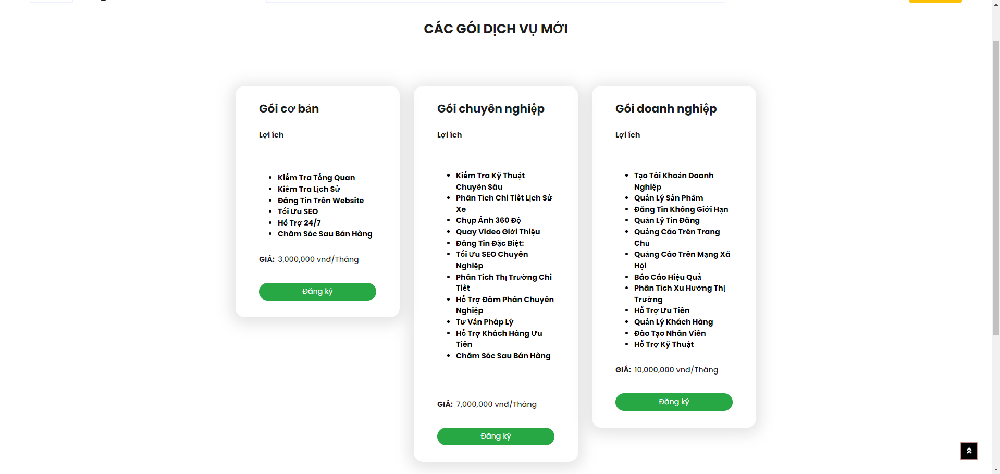 CÁC GÓI DỊCH VỤ MỚI
Gói cơ bản
Lợi ích
Kiểm Tra Tổng Quan
Kiểm Tra Lịch Sử
Đăng Tin Trên Website
Tối Ưu SEO
Hỗ Trợ 24/7
Chăm Sóc Sau Bán Hàng
GIÁ: 3,000,000 vnđ/Tháng
Đăng ký
Gói chuyên nghiệp
Lợi ích
Kiểm Tra Kỹ Thuật
Chuyên Sâu
Phân Tích Chi Tiết Lịch Sử
Xe
Chụp Ảnh 360 Độ
Quay Video Giới Thiệu
Đăng Tin Đặc Biệt:
Tối Ưu SEO Chuyên
Nghiệp
Phân Tích Thị Trường Chi
Tiết
Hỗ Trợ Đàm Phán Chuyên
Nghiệp
Tư Vấn Pháp Lý
Hỗ Trợ Khách Hàng Ưu
Tiên
Chăm Sóc Sau Bán Hàng
GIÁ: 7,000,000 vnđ/Tháng
Đăng ký
Gói doanh nghiệp
Lợi ích
Tạo Tài Khoản Doanh
Nghiệp
Quản Lý Sản Phẩm
Đăng Tin Không Giới Hạn
Quản Lý Tin Đăng
Quảng Cáo Trên Trang
Chủ
Quảng Cáo Trên Mạng Xã
Hội
Báo Cáo Hiệu Quả
Phân Tích Xu Hướng Thị
Trường
Hỗ Trợ Ưu Tiên
Quản Lý Khách Hàng
Đào Tạo Nhân Viên
Hỗ Trợ Kỹ Thuật
GIÁ: 10,000,000 vnđ/Tháng
Đăng ký